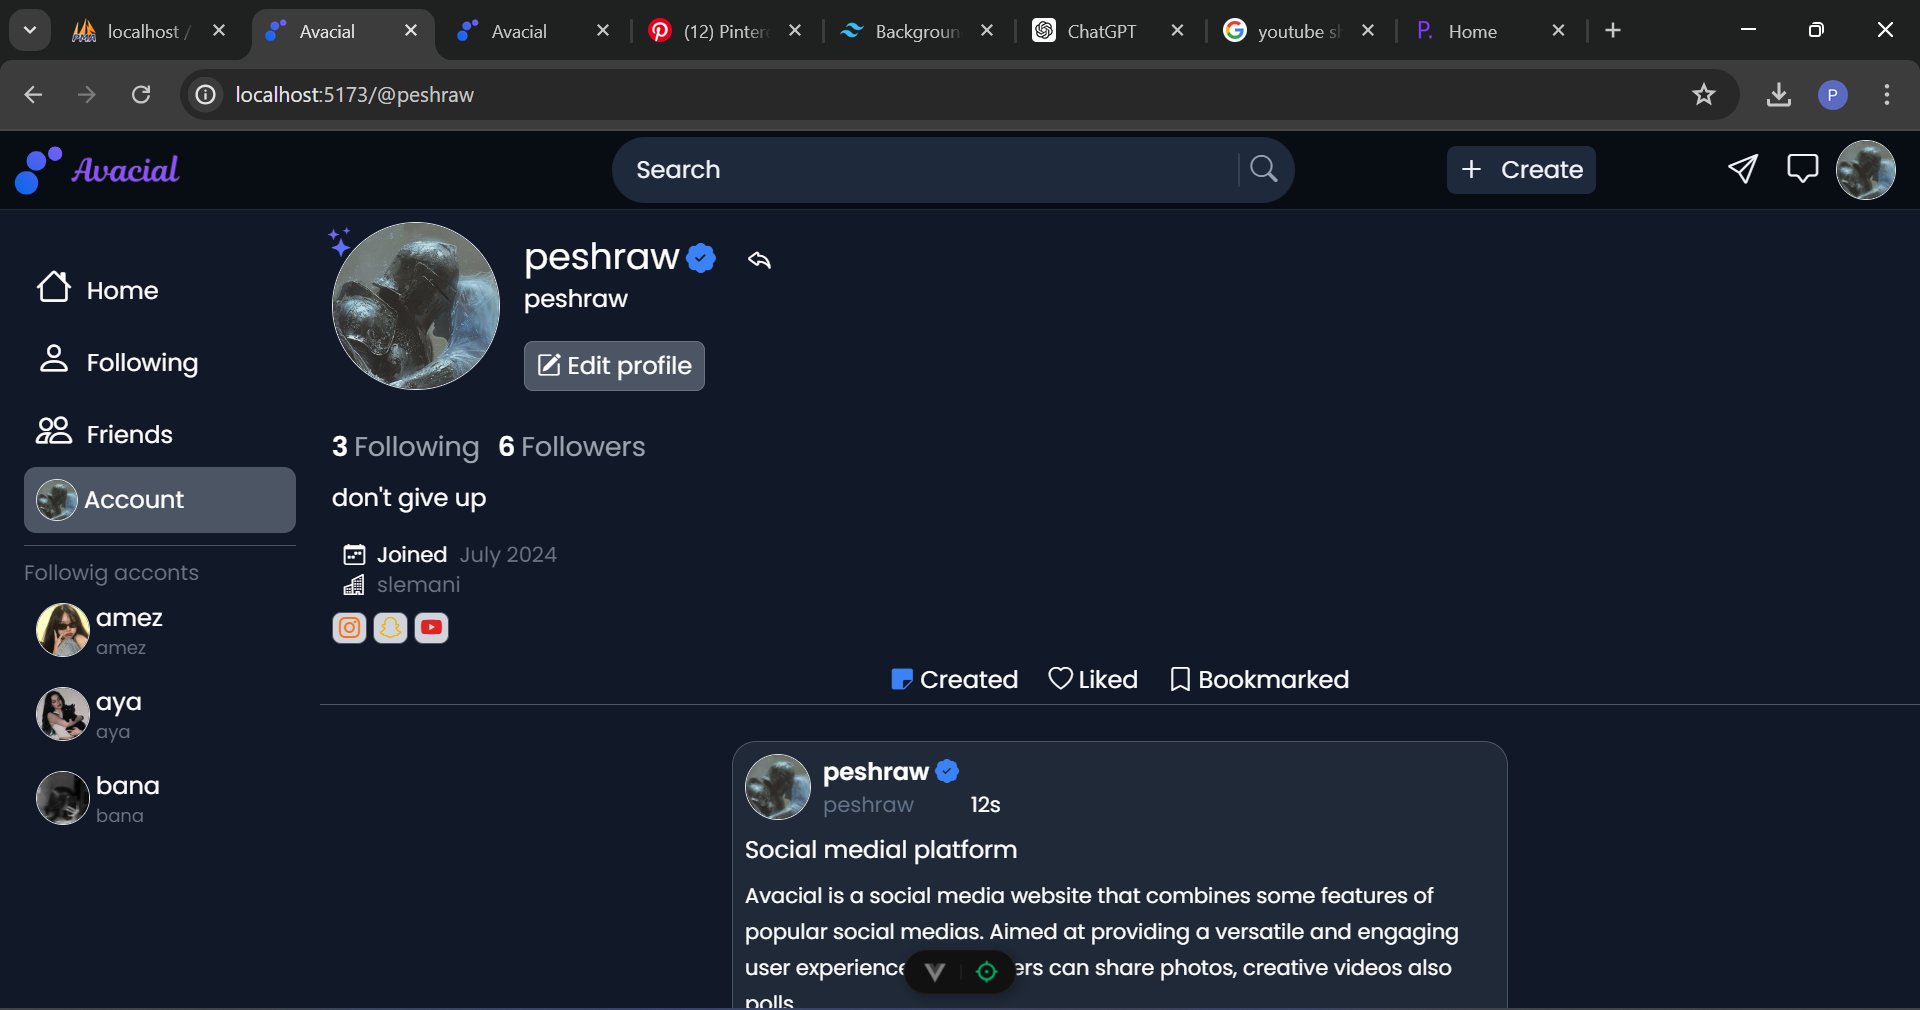 localhost /
Avacial
Avacial
(12) Pinter
Backgroun
ChatGPT
youtube sl
P. Home
localhost:5173/@peshraw
P
Avacial
Search
+ Create
peshraw
peshraw
Edit profile
Home
Following
Friends
Account
3 Following 6 Followers
don't give up
Joined July 2024
slemani
Followig acconts
amez
amez
aya
aya
bana
bana
Created Liked Bookmarked
peshraw
peshraw 12s
Social medial platform
Avacial is a social media website that combines some features of
popular social medias. Aimed at providing a versatile and engaging
user experience ers can share photos, creative videos also
polls